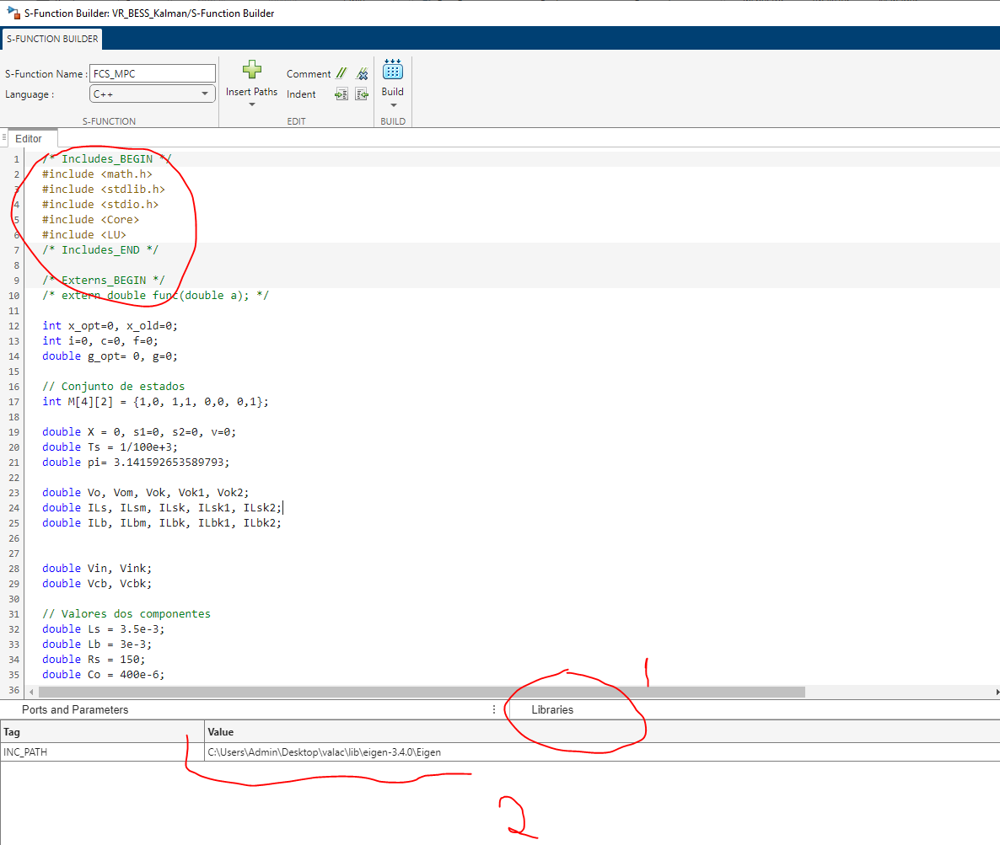 S-Function Builder: VR_BESS_Kalman/S-Function Builder
S-FUNCTION BUILDER
S-Function Name : FCS_MPC
Language : C++
Insert Paths
Comment
Indent
Build
S-FUNCTION
EDIT
BUILD
Editor
1 /* Includes_BEGIN */
2 #include <math.h>
3 #include <stdlib.h>
4 #include <stdio.h>
5 #include <Core>
6 #include <LU>
7 /* Includes_END */
8
9 /* Externs_BEGIN */
10 /* extern double func(double a); */
11
12 int x_opt=0, x_old=0;
13 int i=0, c=0, f=0;
14 double g_opt= 0, g=0;
15
16 // Conjunto de estados
17 int M[4][2] = {1,0, 1,1, 0,0, 0,1};
18
19 double X = 0, s1=0, s2=0, v=0;
20 double Ts = 1/100e+3;
21 double pi= 3.141592653589793;
22
23 double Vo, Vom, Vok, Vok1, Vok2;
24 double ILs, ILsm, ILsk, ILsk1, ILsk2;
25 double ILb, ILbm, ILbk, ILbk1, ILbk2;
26
27
28 double Vin, Vink;
29 double Vcb, Vcbk;
30
31 // Valores dos componentes
32 double Ls = 3.5e-3;
33 double Lb = 3e-3;
34 double Rs = 150;
35 double Co = 400e-6;
36
1
Ports and Parameters
Libraries
Tag Value
INC_PATH C:\Users\Admin\Desktop\valac\lib\eigen-3.4.0\Eigen
2